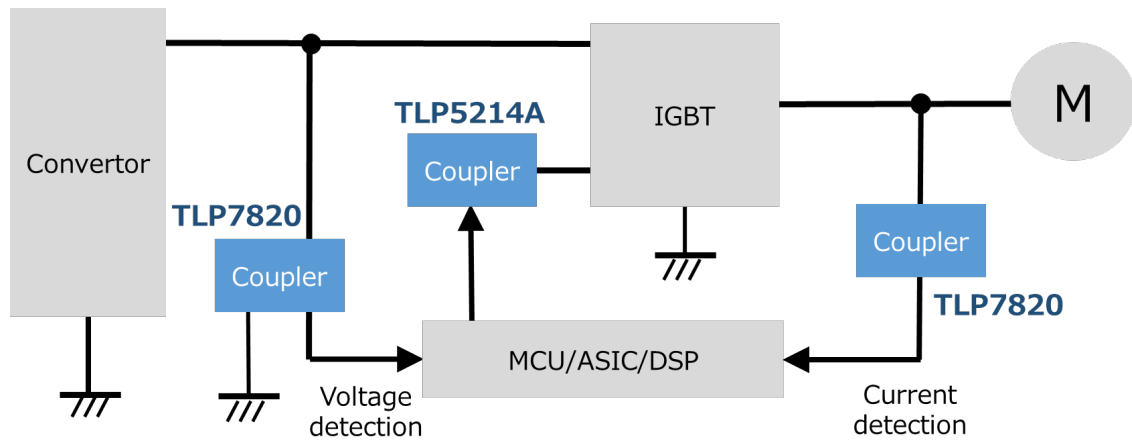 Convertor
TLP5214A
Coupler
IGBT
M
TLP7820
Coupler
Coupler
TLP7820
MCU/ASIC/DSP
Voltage
detection
Current
detection